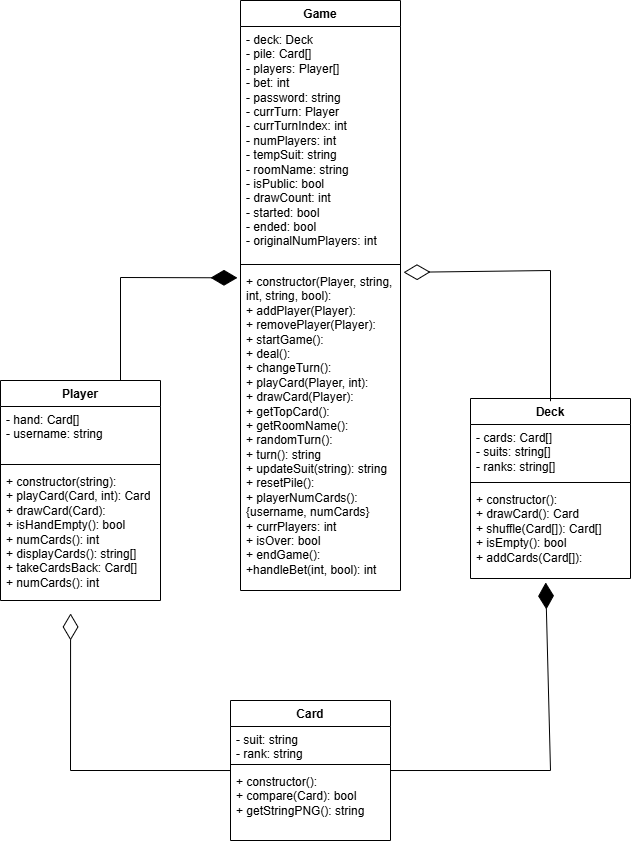 Game
- deck: Deck
- pile: Card[]
- players: Player[]
- bet: int
- password: string
- currTurn: Player
- currTurnIndex: int
- numPlayers: int
- tempSuit: string
- roomName: string
- isPublic: bool
- drawCount: int
- started: bool
- ended: bool
- originalNumPlayers: int
+ constructor(Player, string,
int, string, bool):
+ addPlayer(Player):
+ removePlayer(Player):
+ startGame():
+ deal():
+ changeTurn():
+ playCard(Player, int):
+ drawCard(Player):
+ getTopCard():
+ getRoomName():
+ randomTurn():
+ turn(): string
+ updateSuit(string): string
+ resetPile():
+ playerNumCards():
{username, numCards}
+ currPlayers: int
+ isOver: bool
+ endGame():
+handleBet(int, bool): int
Player
- hand: Card[]
- username: string
+ constructor(string):
+ playCard(Card, int): Card
+ drawCard(Card):
+ isHandEmpty(): bool
+ numCards(): int
+ displayCards(): string[]
+ takeCardsBack: Card[]
+ numCards(): int
Deck
- cards: Card[]
- suits: string[]
- ranks: string[]
+ constructor():
+ drawCard(): Card
+ shuffle(Card[]): Card[]
+ isEmpty(): bool
+ addCards(Card[]):
Card
- suit: string
- rank: string
+ constructor():
+ compare(Card): bool
+ getStringPNG(): string